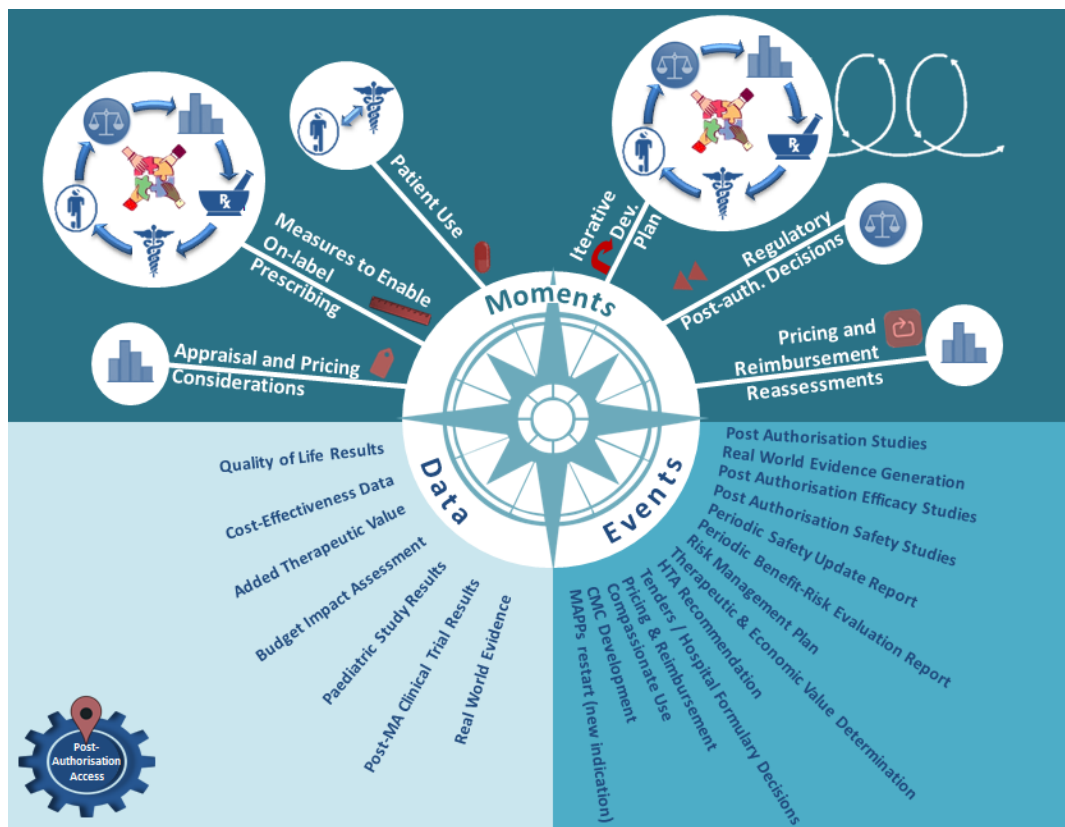 Patient Use
Iterative
Dev.
Plan
Measures to Enable
On-label
Prescribing
Regulatory
Post-auth. Decisions
Appraisal and Pricing
Considerations
Pricing and
Reimbursement
Reassessments
Rx
Rx
Moments
Data
Events
Quality of Life Results
Cost-Effectiveness Data
Added Therapeutic Value
Budget Impact Assessment
Paediatric Study Results
Post-MA Clinical Trial Results
Real World Evidence
Post Authorisation Studies
Real World Evidence Generation
Post Authorisation Efficacy Studies
Post Authorisation Safety Studies
Periodic Safety Update Report
Periodic Benefit-Risk Evaluation Report
Risk Management Plan
Therapeutic & Economic Value Determination
HTA Recommendation
Tenders / Hospital Formulary Decisions
Pricing & Reimbursement
Compassionate Use
CMC Development
MAPPs restart (new indication)
Post-
Authorisation
Access